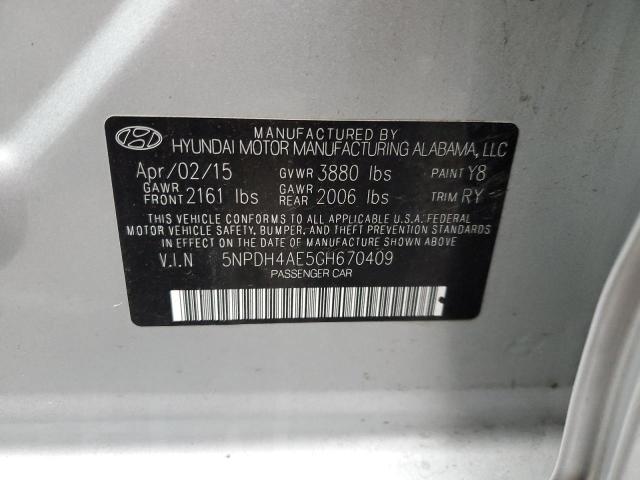 MANUFACTURED BY
HYUNDAI MOTOR MANUFACTURING ALABAMA, LLC
Apr/02/15 GVWR 3880 lbs PAINT Y8
GAWR FRONT 2161 lbs GAWR REAR 2006 lbs TRIM RY
THIS VEHICLE CONFORMS TO ALL APPLICABLE U.S.A. FEDERAL
MOTOR VEHICLE SAFETY, BUMPER, AND THEFT PREVENTION STANDARDS
IN EFFECT ON THE DATE OF MANUFACTURE SHOWN ABOVE.
V.I.N 5NPDH4AE5GH670409
PASSENGER CAR